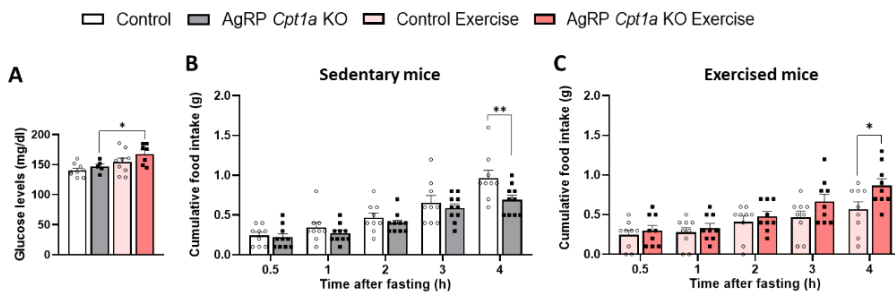 Control AgRP Cpt1a KO Control Exercise AgRP Cpt1a KO Exercise
A
Glucose levels (mg/dl)
200
150
100
50
0
*
B
Sedentary mice
Cumulative food intake (g)
2.0
1.5
1.0
0.5
0.0
**
0.5 1 2 3 4
Time after fasting (h)
C
Exercised mice
Cumulative food intake (g)
2.0
1.5
1.0
0.5
0.0
*
0.5 1 2 3 4
Time after fasting (h)